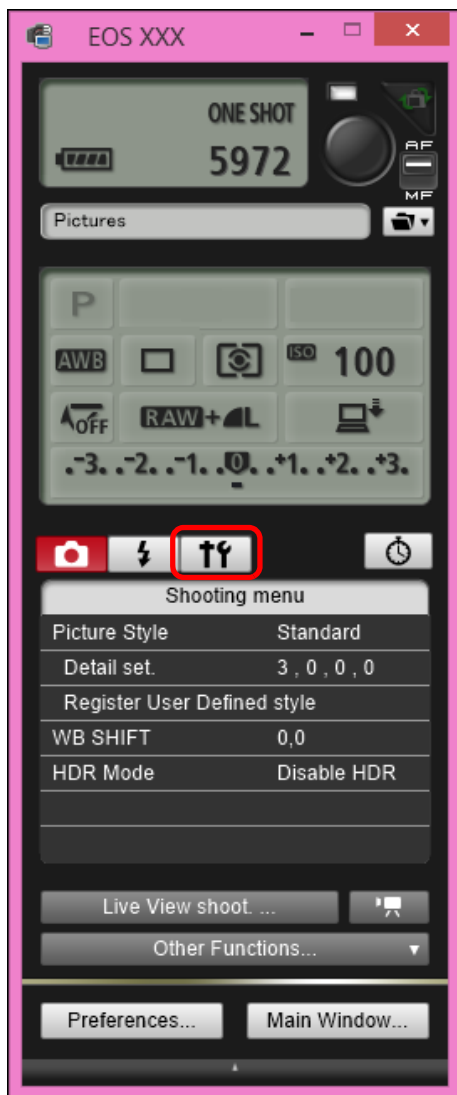 EOS XXX
ONE SHOT
5972
AF
MF
Pictures
P
AWB ISO 100
OFF RAW+L
.-3. .-2. .-1. .0. .+1. .+2. .+3.
Shooting menu
Picture Style Standard
Detail set. 3 , 0 , 0 , 0
Register User Defined style
WB SHIFT 0,0
HDR Mode Disable HDR
Live View shoot. ...
Other Functions...
Preferences... Main Window...